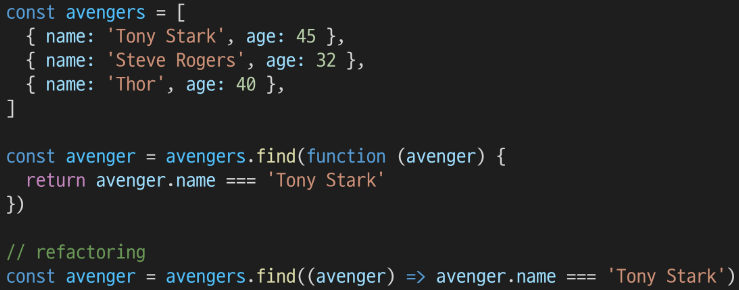 const avengers = [
  { name: 'Tony Stark', age: 45 },
  { name: 'Steve Rogers', age: 32 },
  { name: 'Thor', age: 40 },
]

const avenger = avengers.find(function (avenger) {
  return avenger.name === 'Tony Stark'
})

// refactoring
const avenger = avengers.find((avenger) => avenger.name === 'Tony Stark')